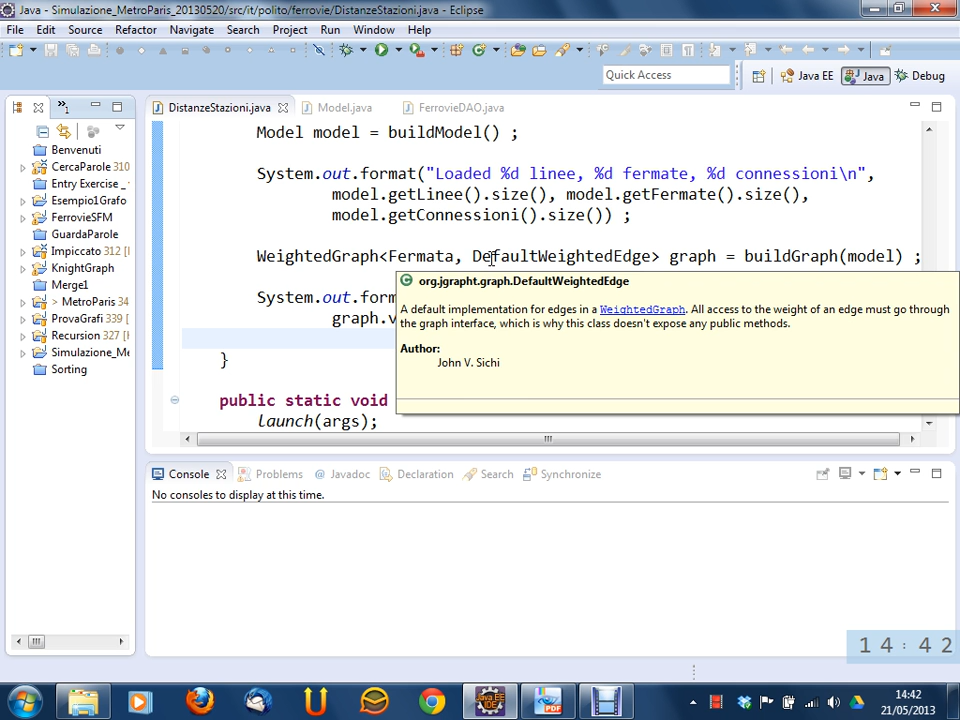 Java - Simulazione_MetroParis_20130520/src/it/polito/ferrovie/DistanzeStazioni.java - Eclipse
File Edit Source Refactor Navigate Search Project Run Window Help
Quick Access
Java EE
Java
Debug
DistanzeStazioni.java
Model.java
FerrovieDAO.java
Benvenuti
CercaParole 310
Entry Exercise_
Esempio1Grafo
FerrovieSFM
GuardaParole
Impiccato 312 [
KnightGraph
Merge1
> MetroParis 34
ProvaGrafi 339 [
Recursion 327 [
Simulazione_Me
Sorting
Model model = buildModel() ;
System.out.format("Loaded %d linee, %d fermate, %d connessioni\n",
model.getLinee().size(), model.getFermate().size(),
model.getConnessioni().size()) ;
WeightedGraph<Fermata, DefaultWeightedEdge> graph = buildGraph(model) ;
System.out.form
graph.v
}
public static void
launch(args);
org.jgrapht.graph.DefaultWeightedEdge
A default implementation for edges in a WeightedGraph. All access to the weight of an edge must go through
the graph interface, which is why this class doesn't expose any public methods.
Author:
John V. Sichi
Console
Problems
Javadoc
Declaration
Search
Synchronize
No consoles to display at this time.
14:42
14:42
21/05/2013